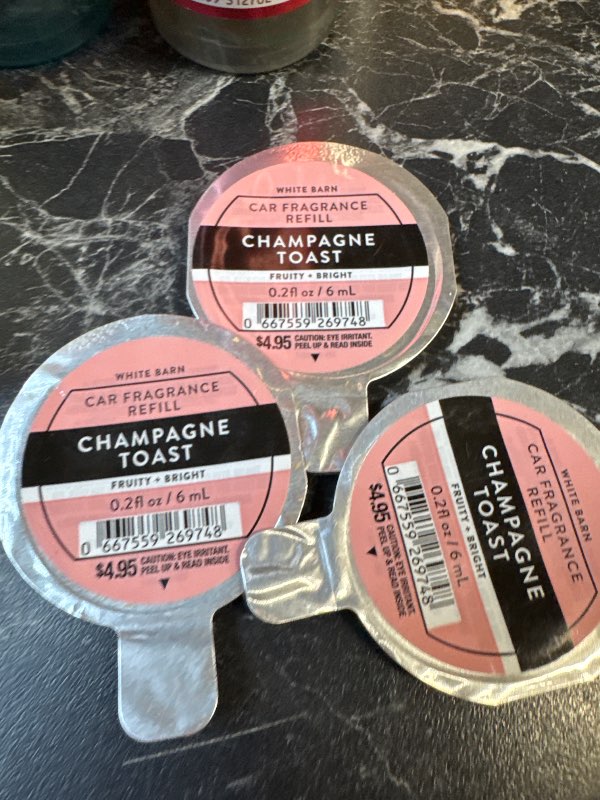 WHITE BARN
CAR FRAGRANCE
REFILL
CHAMPAGNE
TOAST
FRUITY + BRIGHT
0.2fl oz / 6 mL
0 667559 269748
$4.95 CAUTION: EYE IRRITANT.
PEEL UP & READ INSIDE
WHITE BARN
CAR FRAGRANCE
REFILL
CHAMPAGNE
TOAST
FRUITY + BRIGHT
0.2fl oz / 6 mL
0 667559 269748
$4.95 CAUTION: EYE IRRITANT.
PEEL UP & READ INSIDE
WHITE BARN
CAR FRAGRANCE
REFILL
CHAMPAGNE
TOAST
FRUITY + BRIGHT
0.2fl oz / 6 mL
0 667559 269748
$4.95 CAUTION: EYE IRRITANT.
PEEL UP & READ INSIDE